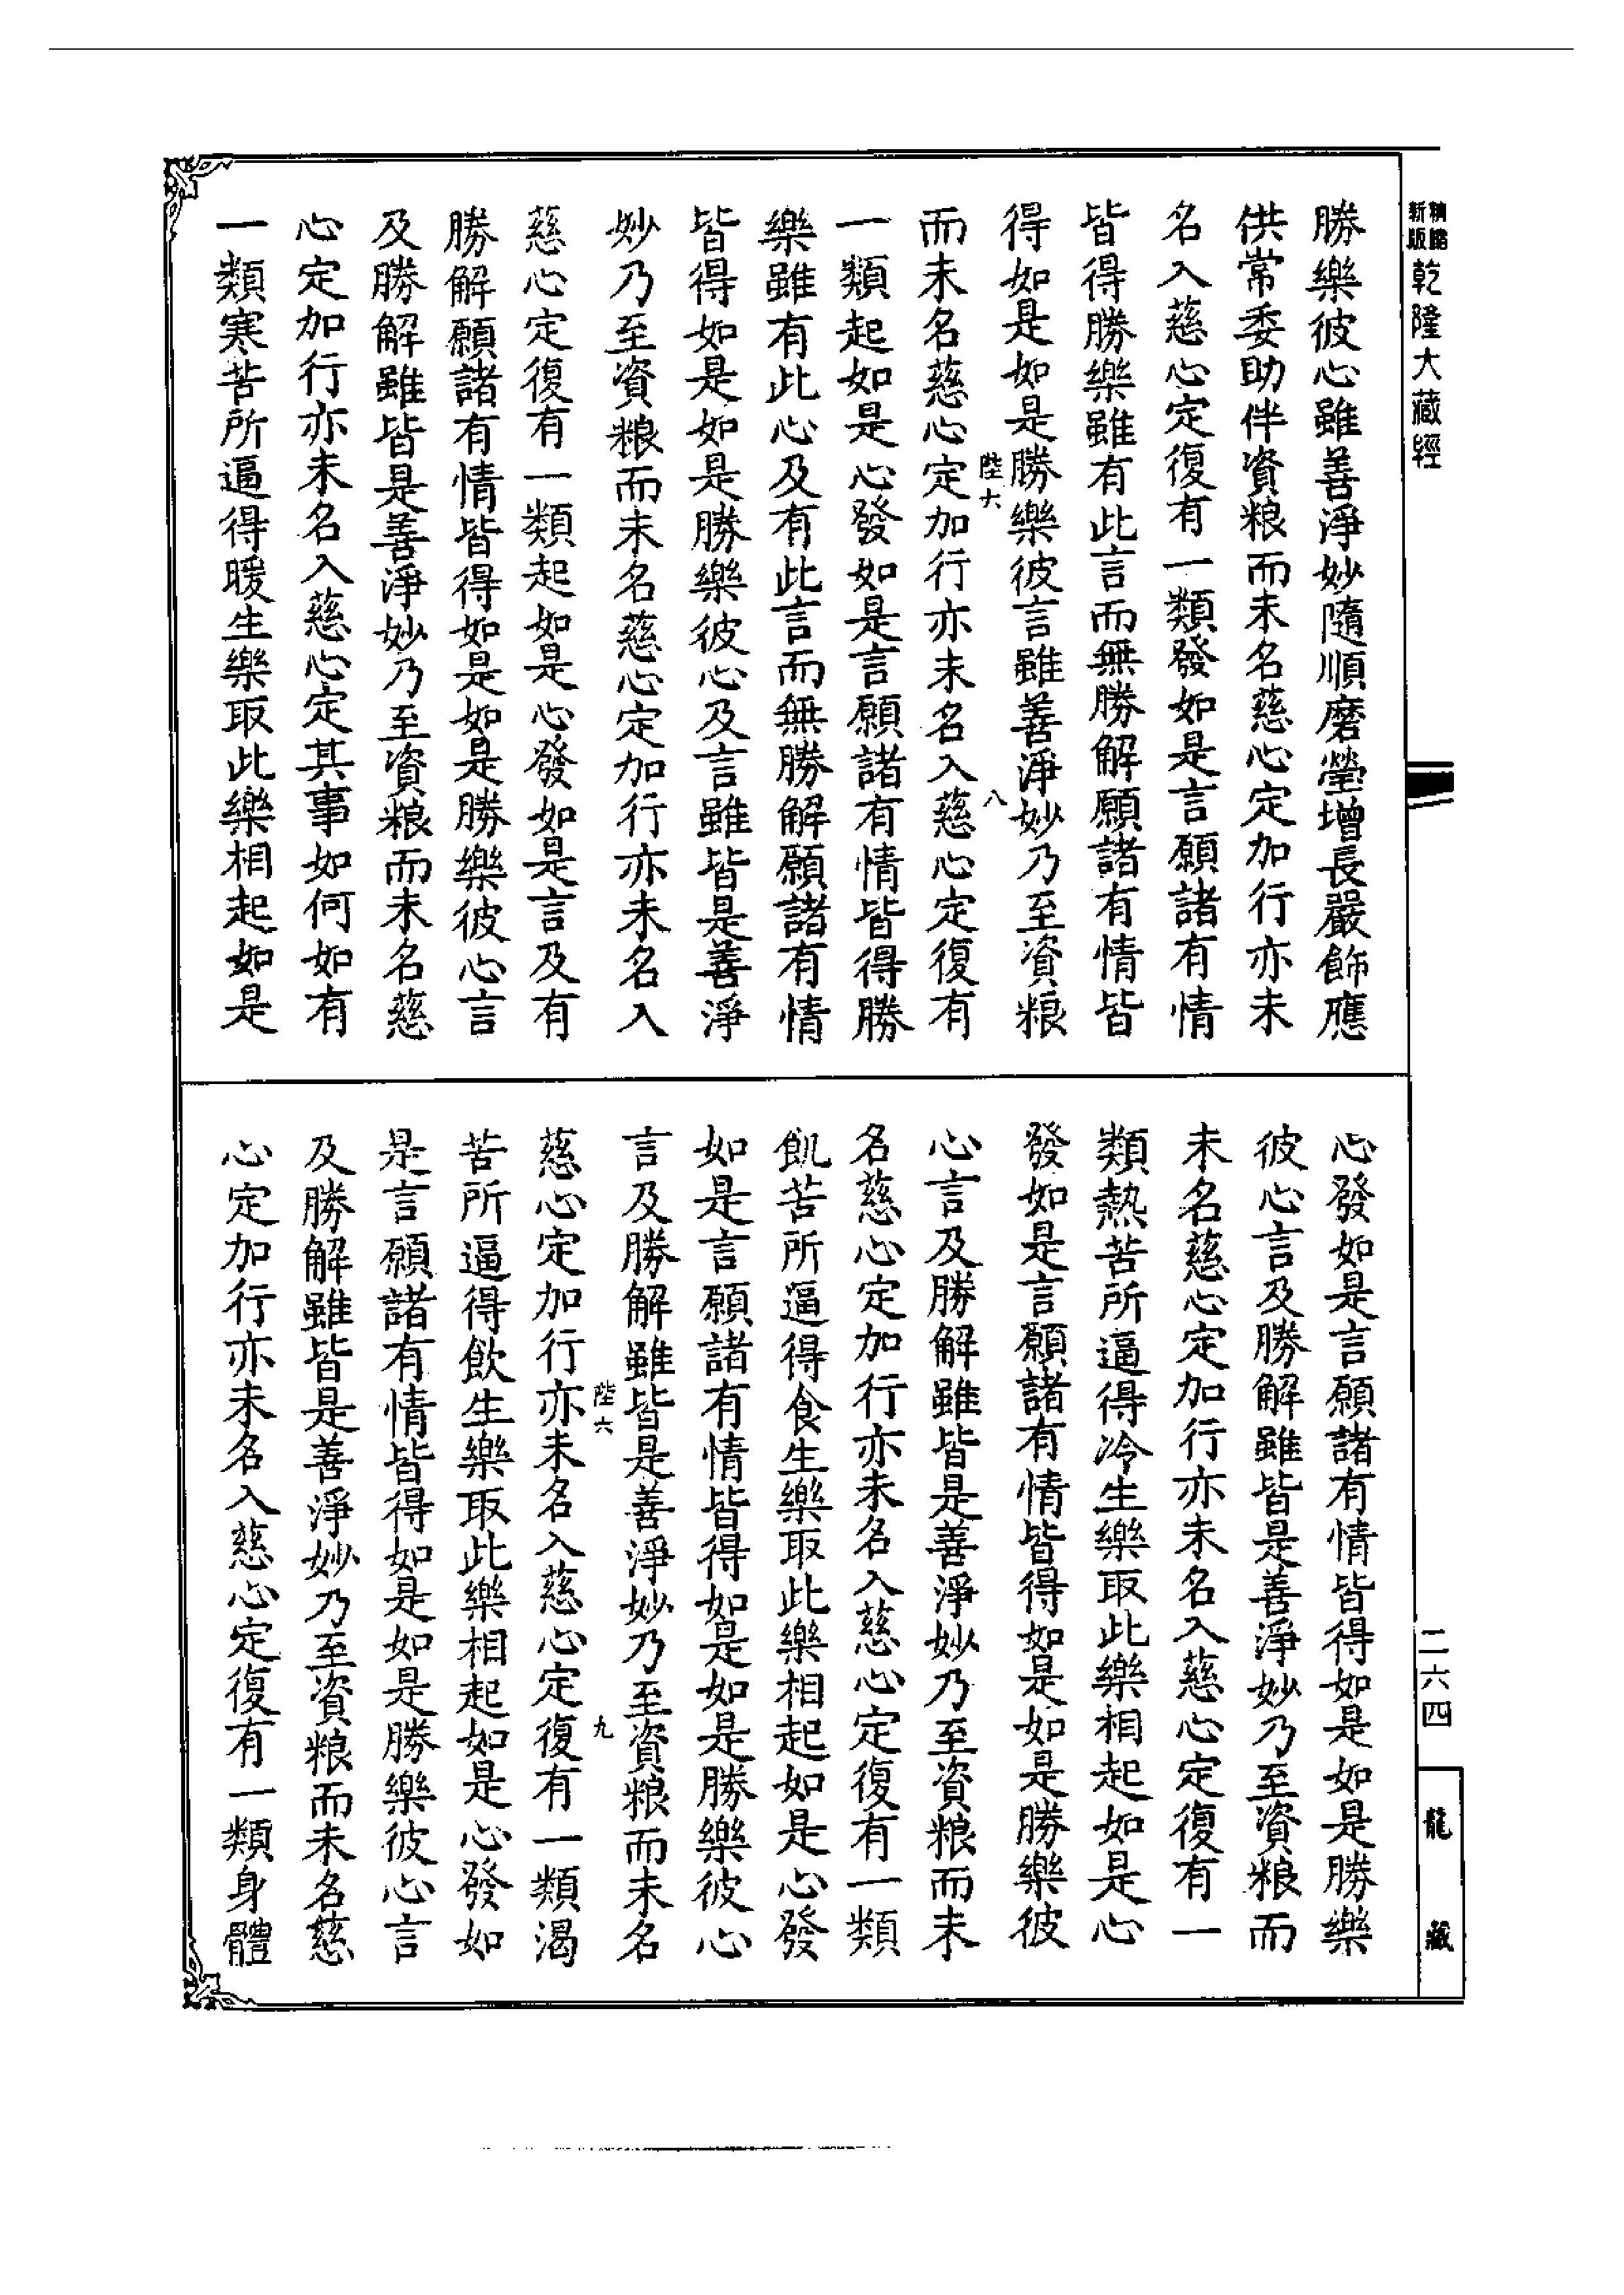 精縮新版乾隆大藏經
勝樂彼心雖善淨妙隨順磨瑩增長嚴飾應
供常委助伴資粮而未名慈心定加行亦未
名入慈心定復有一類發如是言願諸有情
皆得勝樂雖有此言而無勝解願諸有情皆
得如是如是勝樂彼言雖善淨妙乃至資粮
陞六 八
而未名慈心定加行亦未名入慈心定復有
一類起如是心發如是言願諸有情皆得勝
樂雖有此心及有此言而無勝解願諸有情
皆得如是如是勝樂彼心及言雖皆是善淨
妙乃至資粮而未名慈心定加行亦未名入
慈心定復有一類起如是心發如是言及有
勝解願諸有情皆得如是如是勝樂彼心言
及勝解雖皆是善淨妙乃至資粮而未名慈
心定加行亦未名入慈心定其事如何如有
一類寒苦所逼得暖生樂取此樂相起如是
心發如是言願諸有情皆得如是如是勝樂
彼心言及勝解雖皆是善淨妙乃至資粮而
未名慈心定加行亦未名入慈心定復有一
類熱苦所逼得冷生樂取此樂相起如是心
發如是言願諸有情皆得如是如是勝樂彼
心言及勝解雖皆是善淨妙乃至資粮而未
名慈心定加行亦未名入慈心定復有一類
飢苦所逼得食生樂取此樂相起如是心發
如是言願諸有情皆得如是如是勝樂彼心
言及勝解雖皆是善淨妙乃至資粮而未名
陞六 九
慈心定加行亦未名入慈心定復有一類渴
苦所逼得飲生樂取此樂相起如是心發如
是言願諸有情皆得如是如是勝樂彼心言
及勝解雖皆是善淨妙乃至資粮而未名慈
心定加行亦未名入慈心定復有一類身體
二六四
龍藏